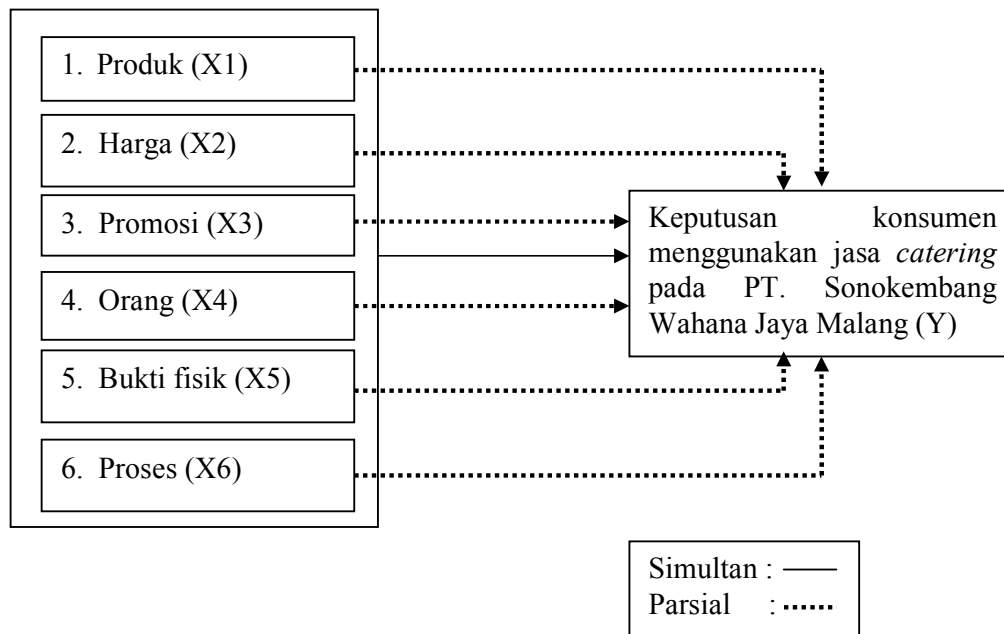 1. Produk (X1)
2. Harga (X2)
3. Promosi (X3)
4. Orang (X4)
5. Bukti fisik (X5)
6. Proses (X6)
Keputusan konsumen
menggunakan jasa catering
pada PT. Sonokembang
Wahana Jaya Malang (Y)
Simultan :
Parsial :